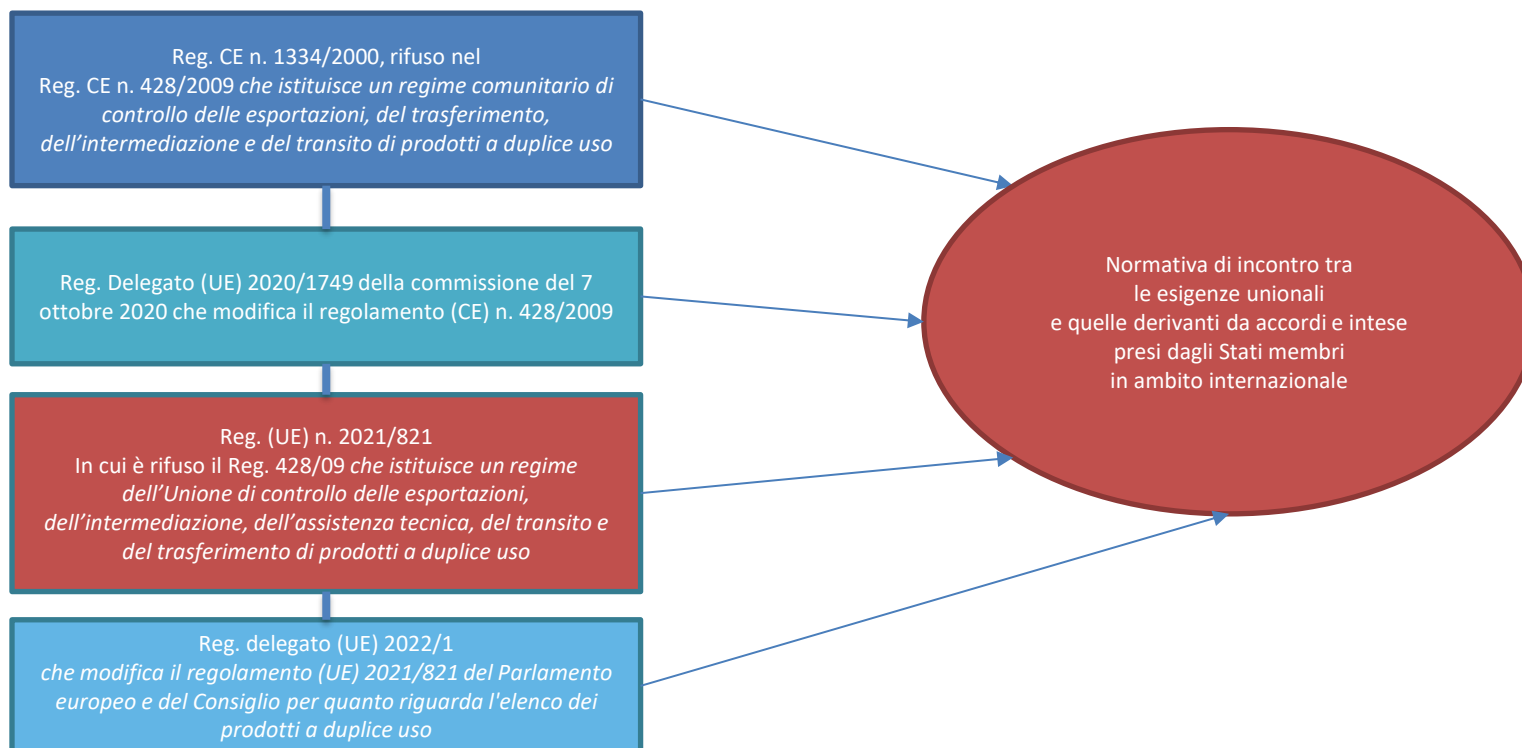 Reg. CE n. 1334/2000, rifuso nel
Reg. CE n. 428/2009 che istituisce un regime comunitario di
controllo delle esportazioni, del trasferimento,
dell’intermediazione e del transito di prodotti a duplice uso
Reg. Delegato (UE) 2020/1749 della commissione del 7
ottobre 2020 che modifica il regolamento (CE) n. 428/2009
Reg. (UE) n. 2021/821
In cui è rifuso il Reg. 428/09 che istituisce un regime
dell’Unione di controllo delle esportazioni,
dell’intermediazione, dell’assistenza tecnica, del transito e
del trasferimento di prodotti a duplice uso
Reg. delegato (UE) 2022/1
che modifica il regolamento (UE) 2021/821 del Parlamento
europeo e del Consiglio per quanto riguarda l'elenco dei
prodotti a duplice uso
Normativa di incontro tra
le esigenze unionali
e quelle derivanti da accordi e intese
presi dagli Stati membri
in ambito internazionale